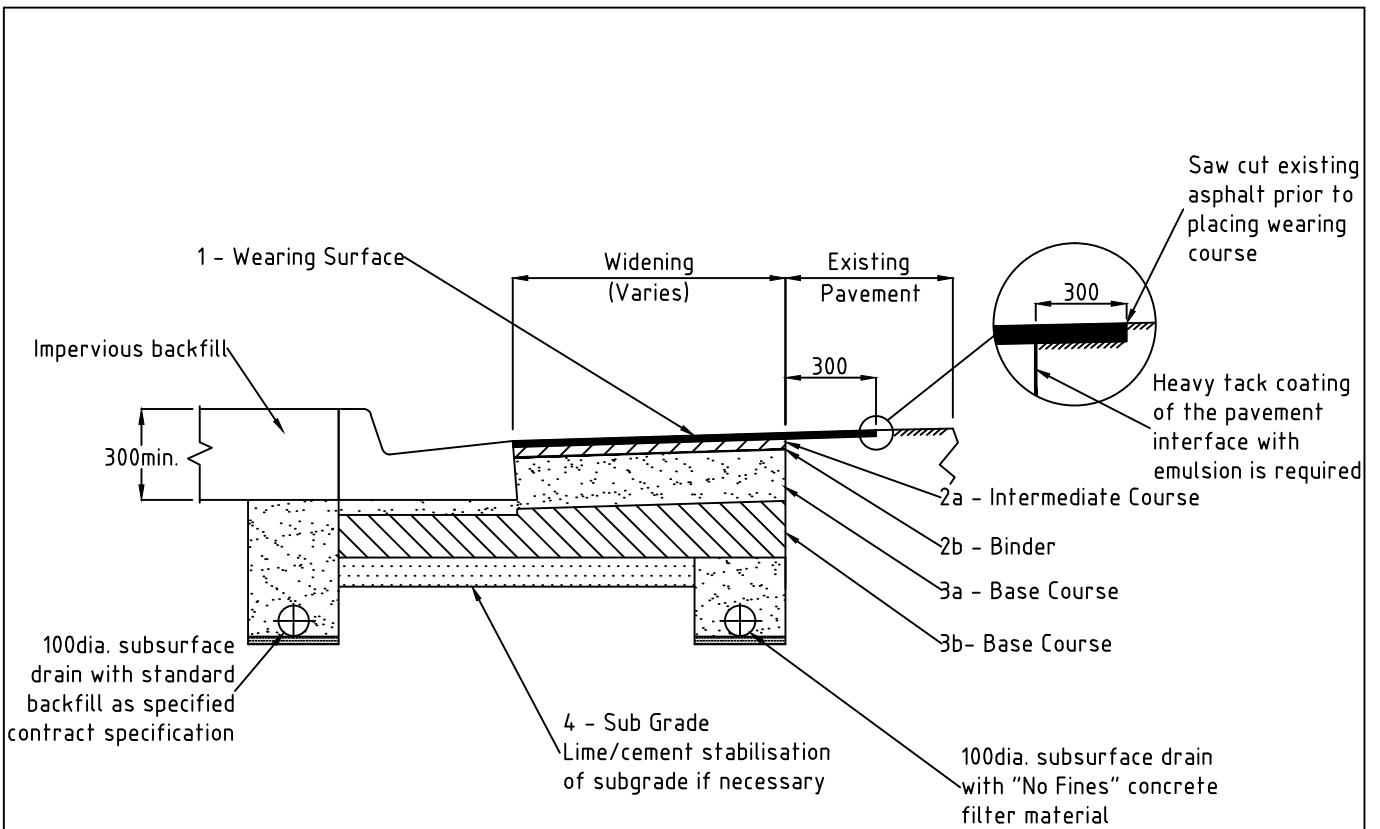 Saw cut existing
asphalt prior to
placing wearing
course
1 - Wearing Surface
Widening
(Varies)
Existing
Pavement
300
Impervious backfill
300
Heavy tack coating
of the pavement
interface with
emulsion is required
300min.
2a - Intermediate Course
2b - Binder
3a - Base Course
3b- Base Course
100dia. subsurface
drain with standard
backfill as specified
contract specification
4 - Sub Grade
Lime/cement stabilisation
of subgrade if necessary
100dia. subsurface drain
with "No Fines" concrete
filter material